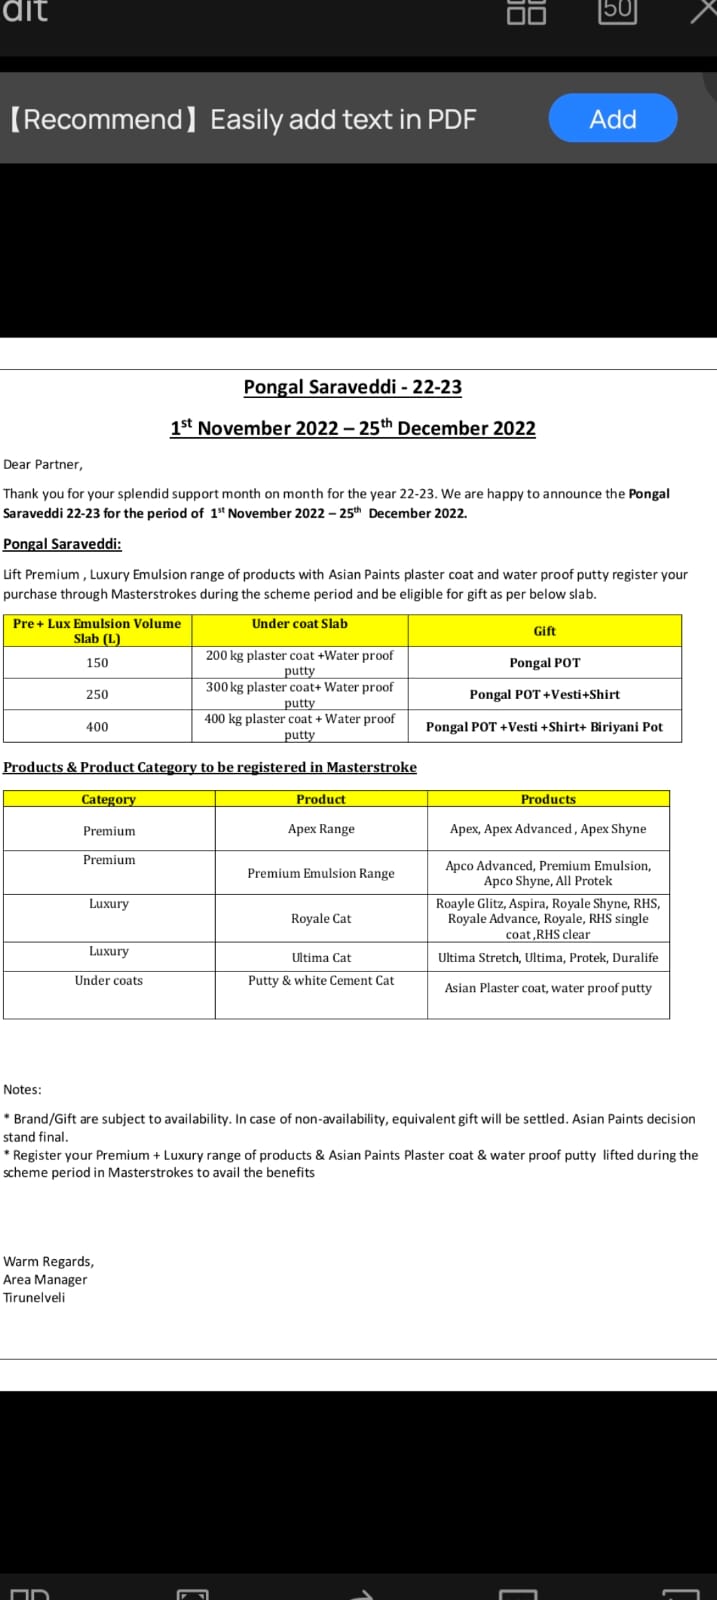 dit
50
【Recommend】Easily add text in PDF
Add
Pongal Saraveddi - 22-23
1st November 2022 – 25th December 2022
Dear Partner,
Thank you for your splendid support month on month for the year 22-23. We are happy to announce the Pongal
Saraveddi 22-23 for the period of 1st November 2022 – 25th December 2022.
Pongal Saraveddi:
Lift Premium , Luxury Emulsion range of products with Asian Paints plaster coat and water proof putty register your
purchase through Masterstrokes during the scheme period and be eligible for gift as per below slab.
Pre + Lux Emulsion Volume Slab (L) Under coat Slab Gift
150 200 kg plaster coat +Water proof putty Pongal POT
250 300 kg plaster coat+ Water proof putty Pongal POT +Vesti+Shirt
400 400 kg plaster coat + Water proof putty Pongal POT +Vesti +Shirt+ Biriyani Pot
Products & Product Category to be registered in Masterstroke
Category Product Products
Premium Apex Range Apex, Apex Advanced , Apex Shyne
Premium Premium Emulsion Range Apco Advanced, Premium Emulsion, Apco Shyne, All Protek
Luxury Royale Cat Roayle Glitz, Aspira, Royale Shyne, RHS, Royale Advance, Royale, RHS single coat ,RHS clear
Luxury Ultima Cat Ultima Stretch, Ultima, Protek, Duralife
Under coats Putty & white Cement Cat Asian Plaster coat, water proof putty
Notes:
* Brand/Gift are subject to availability. In case of non-availability, equivalent gift will be settled. Asian Paints decision
stand final.
* Register your Premium + Luxury range of products & Asian Paints Plaster coat & water proof putty lifted during the
scheme period in Masterstrokes to avail the benefits
Warm Regards,
Area Manager
Tirunelveli